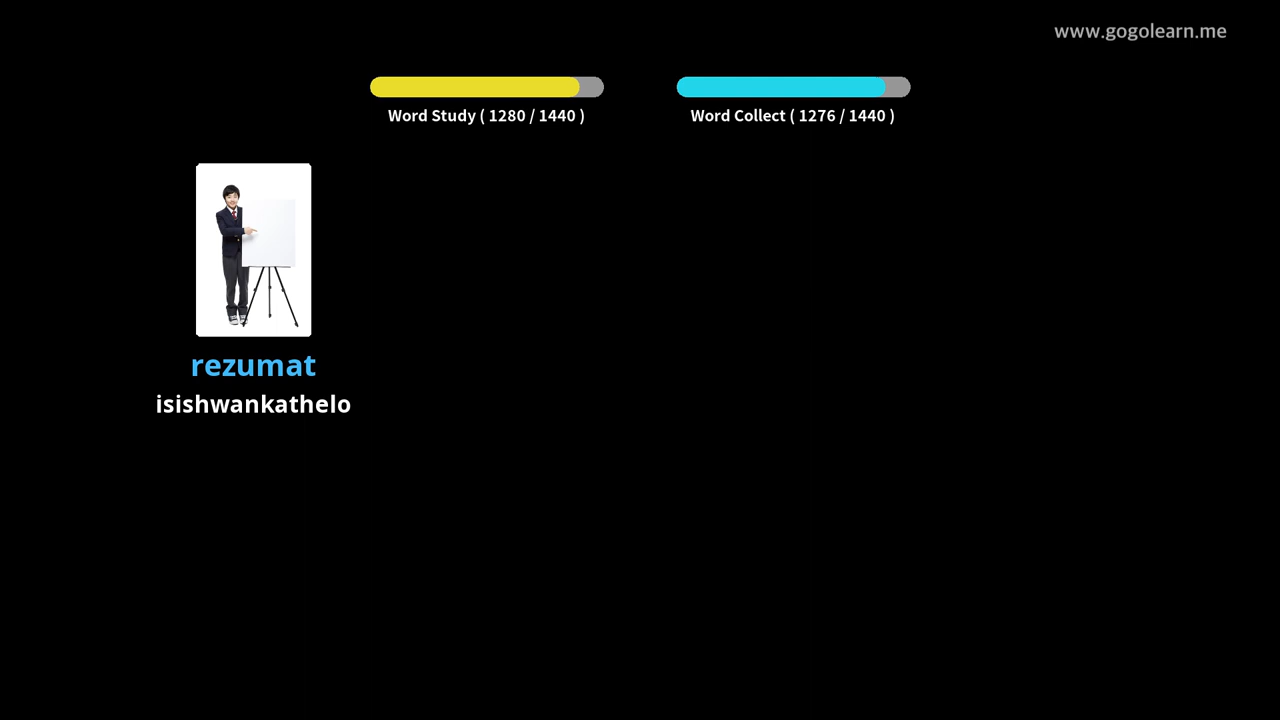 www.gogolearn.me
Word Study ( 1280 / 1440 )
Word Collect ( 1276 / 1440 )
rezumat
isishwankathelo